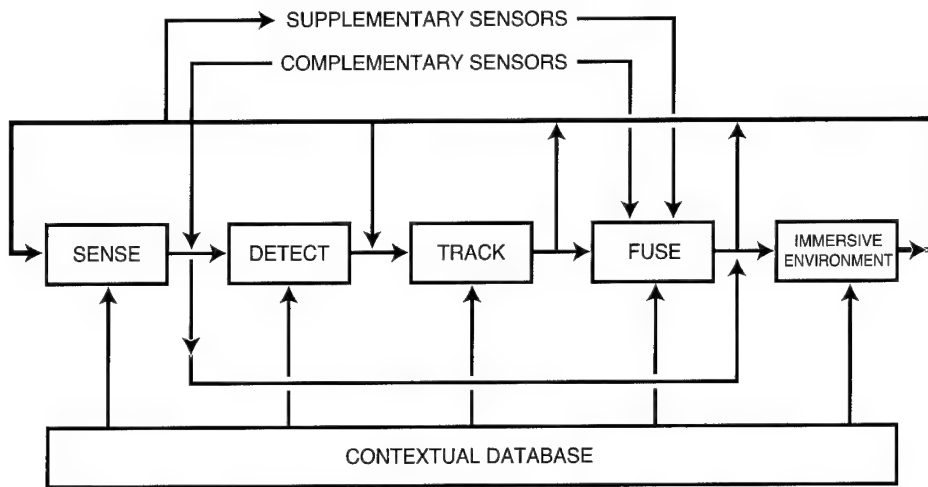 SUPPLEMENTARY SENSORS
COMPLEMENTARY SENSORS
SENSE
DETECT
TRACK
FUSE
IMMERSIVE
ENVIRONMENT
CONTEXTUAL DATABASE